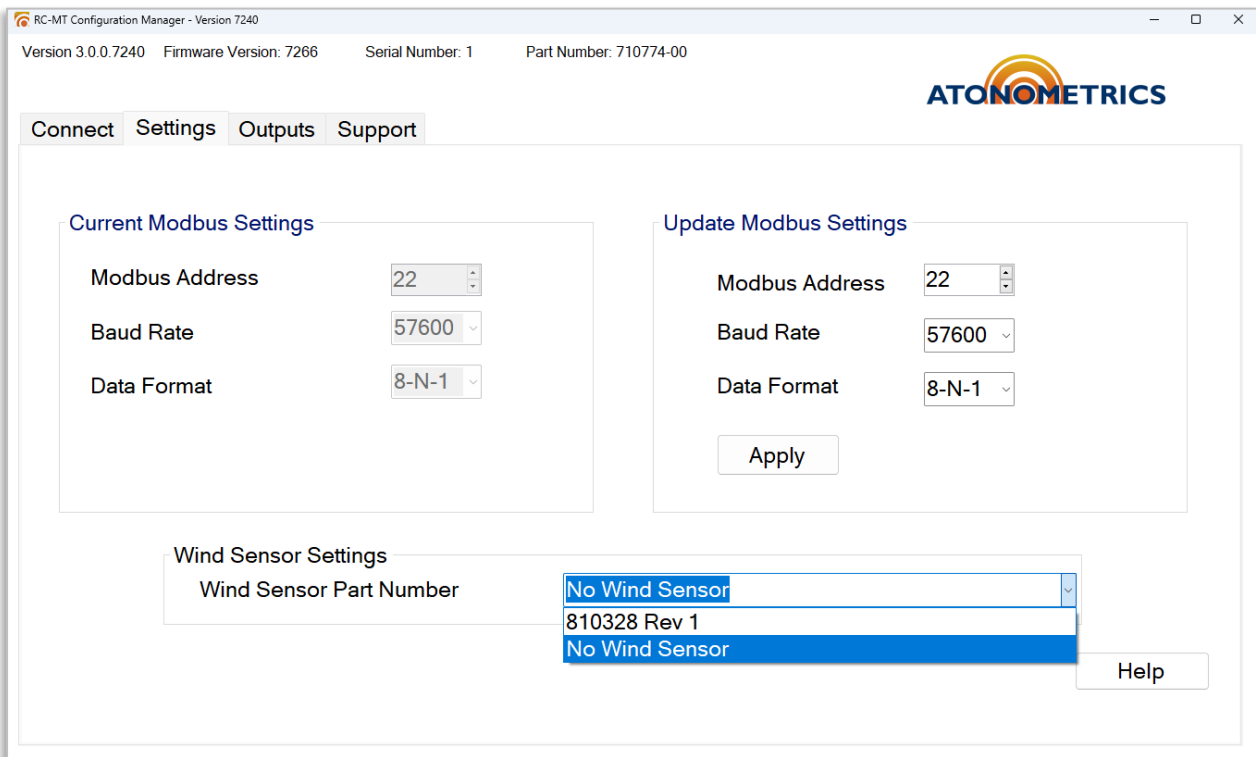 RC-MT Configuration Manager - Version 7240
Version 3.0.0.7240 Firmware Version: 7266 Serial Number: 1 Part Number: 710774-00
ATONOMETRICS
Connect Settings Outputs Support
Current Modbus Settings
Modbus Address 22
Baud Rate 57600
Data Format 8-N-1
Update Modbus Settings
Modbus Address 22
Baud Rate 57600
Data Format 8-N-1
Apply
Wind Sensor Settings
Wind Sensor Part Number No Wind Sensor
810328 Rev 1
No Wind Sensor
Help